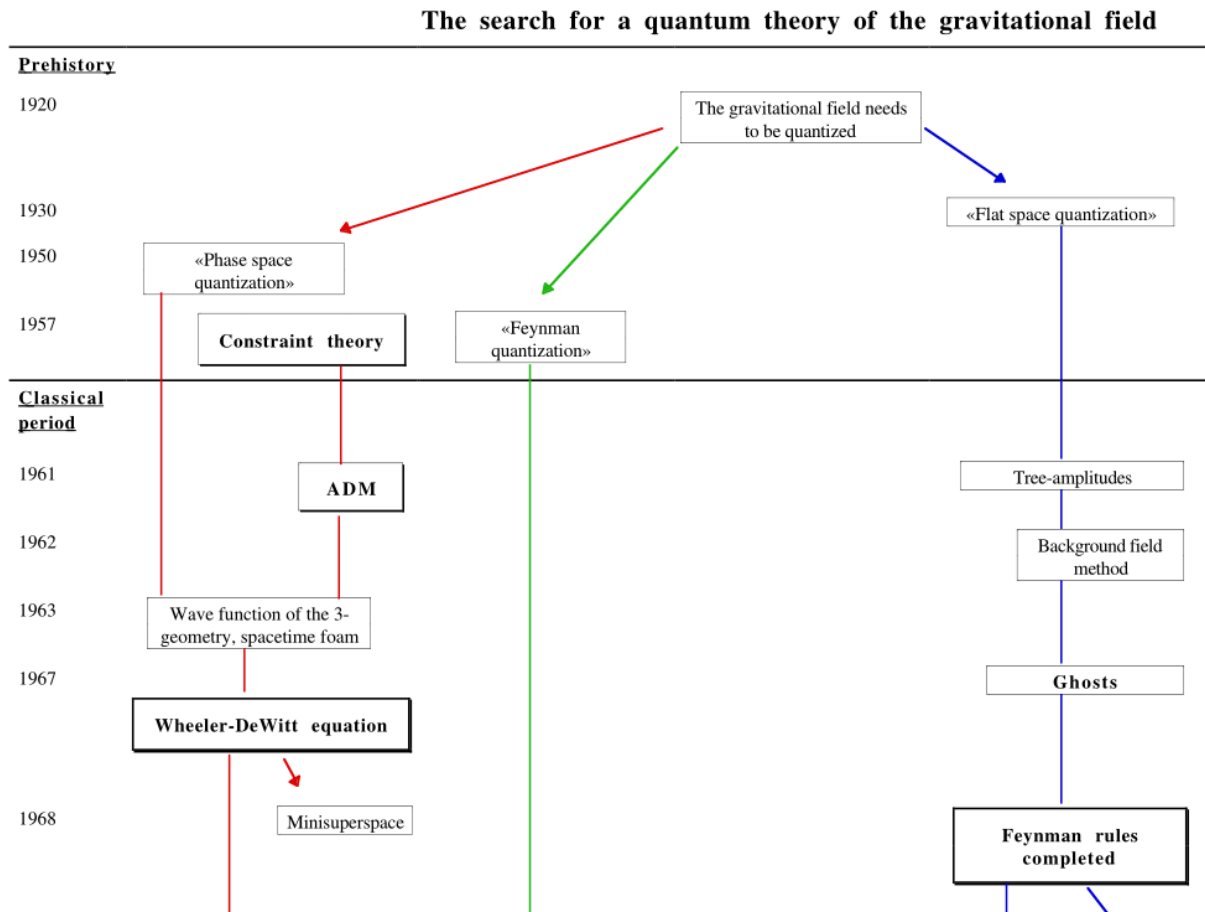 The search for a quantum theory of the gravitational field
Prehistory
1920
The gravitational field needs
to be quantized
1930
«Flat space quantization»
1950
«Phase space
quantization»
1957
Constraint theory
«Feynman
quantization»
Classical
period
1961
ADM
Tree-amplitudes
1962
Background field
method
1963
Wave function of the 3-
geometry, spacetime foam
1967
Ghosts
Wheeler-DeWitt equation
1968
Minisuperspace
Feynman rules
completed